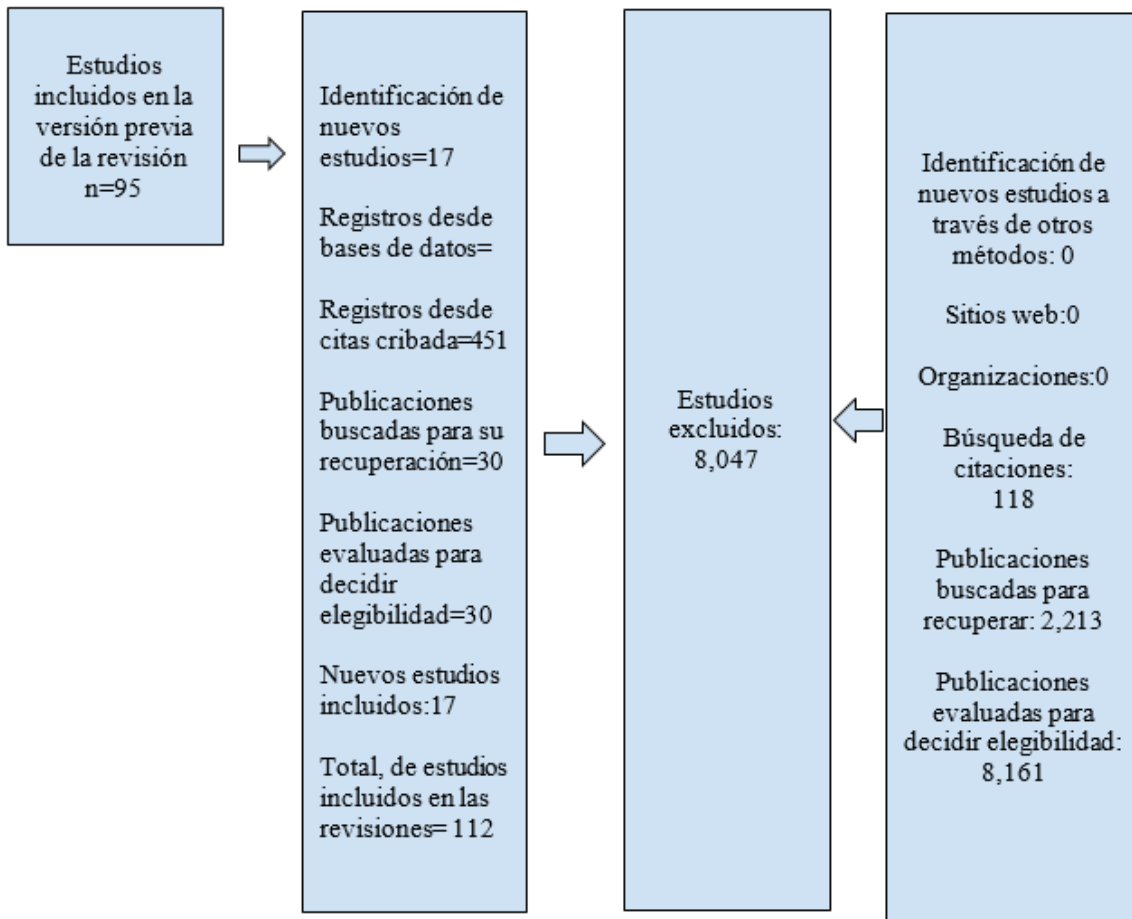 Estudios
incluidos en la
versión previa
de la revisión
n=95
Identificación de
nuevos
estudios=17
Registros desde
bases de datos=
Registros desde
citas cribada=451
Publicaciones
buscadas para su
recuperación=30
Publicaciones
evaluadas para
decidir
elegibilidad=30
Nuevos estudios
incluidos:17
Total, de estudios
incluidos en las
revisiones= 112
Estudios
excluidos:
8,047
Identificación de
nuevos estudios a
través de otros
métodos: 0
Sitios web:0
Organizaciones:0
Búsqueda de
citaciones:
118
Publicaciones
buscadas para
recuperar: 2,213
Publicaciones
evaluadas para
decidir elegibilidad:
8,161